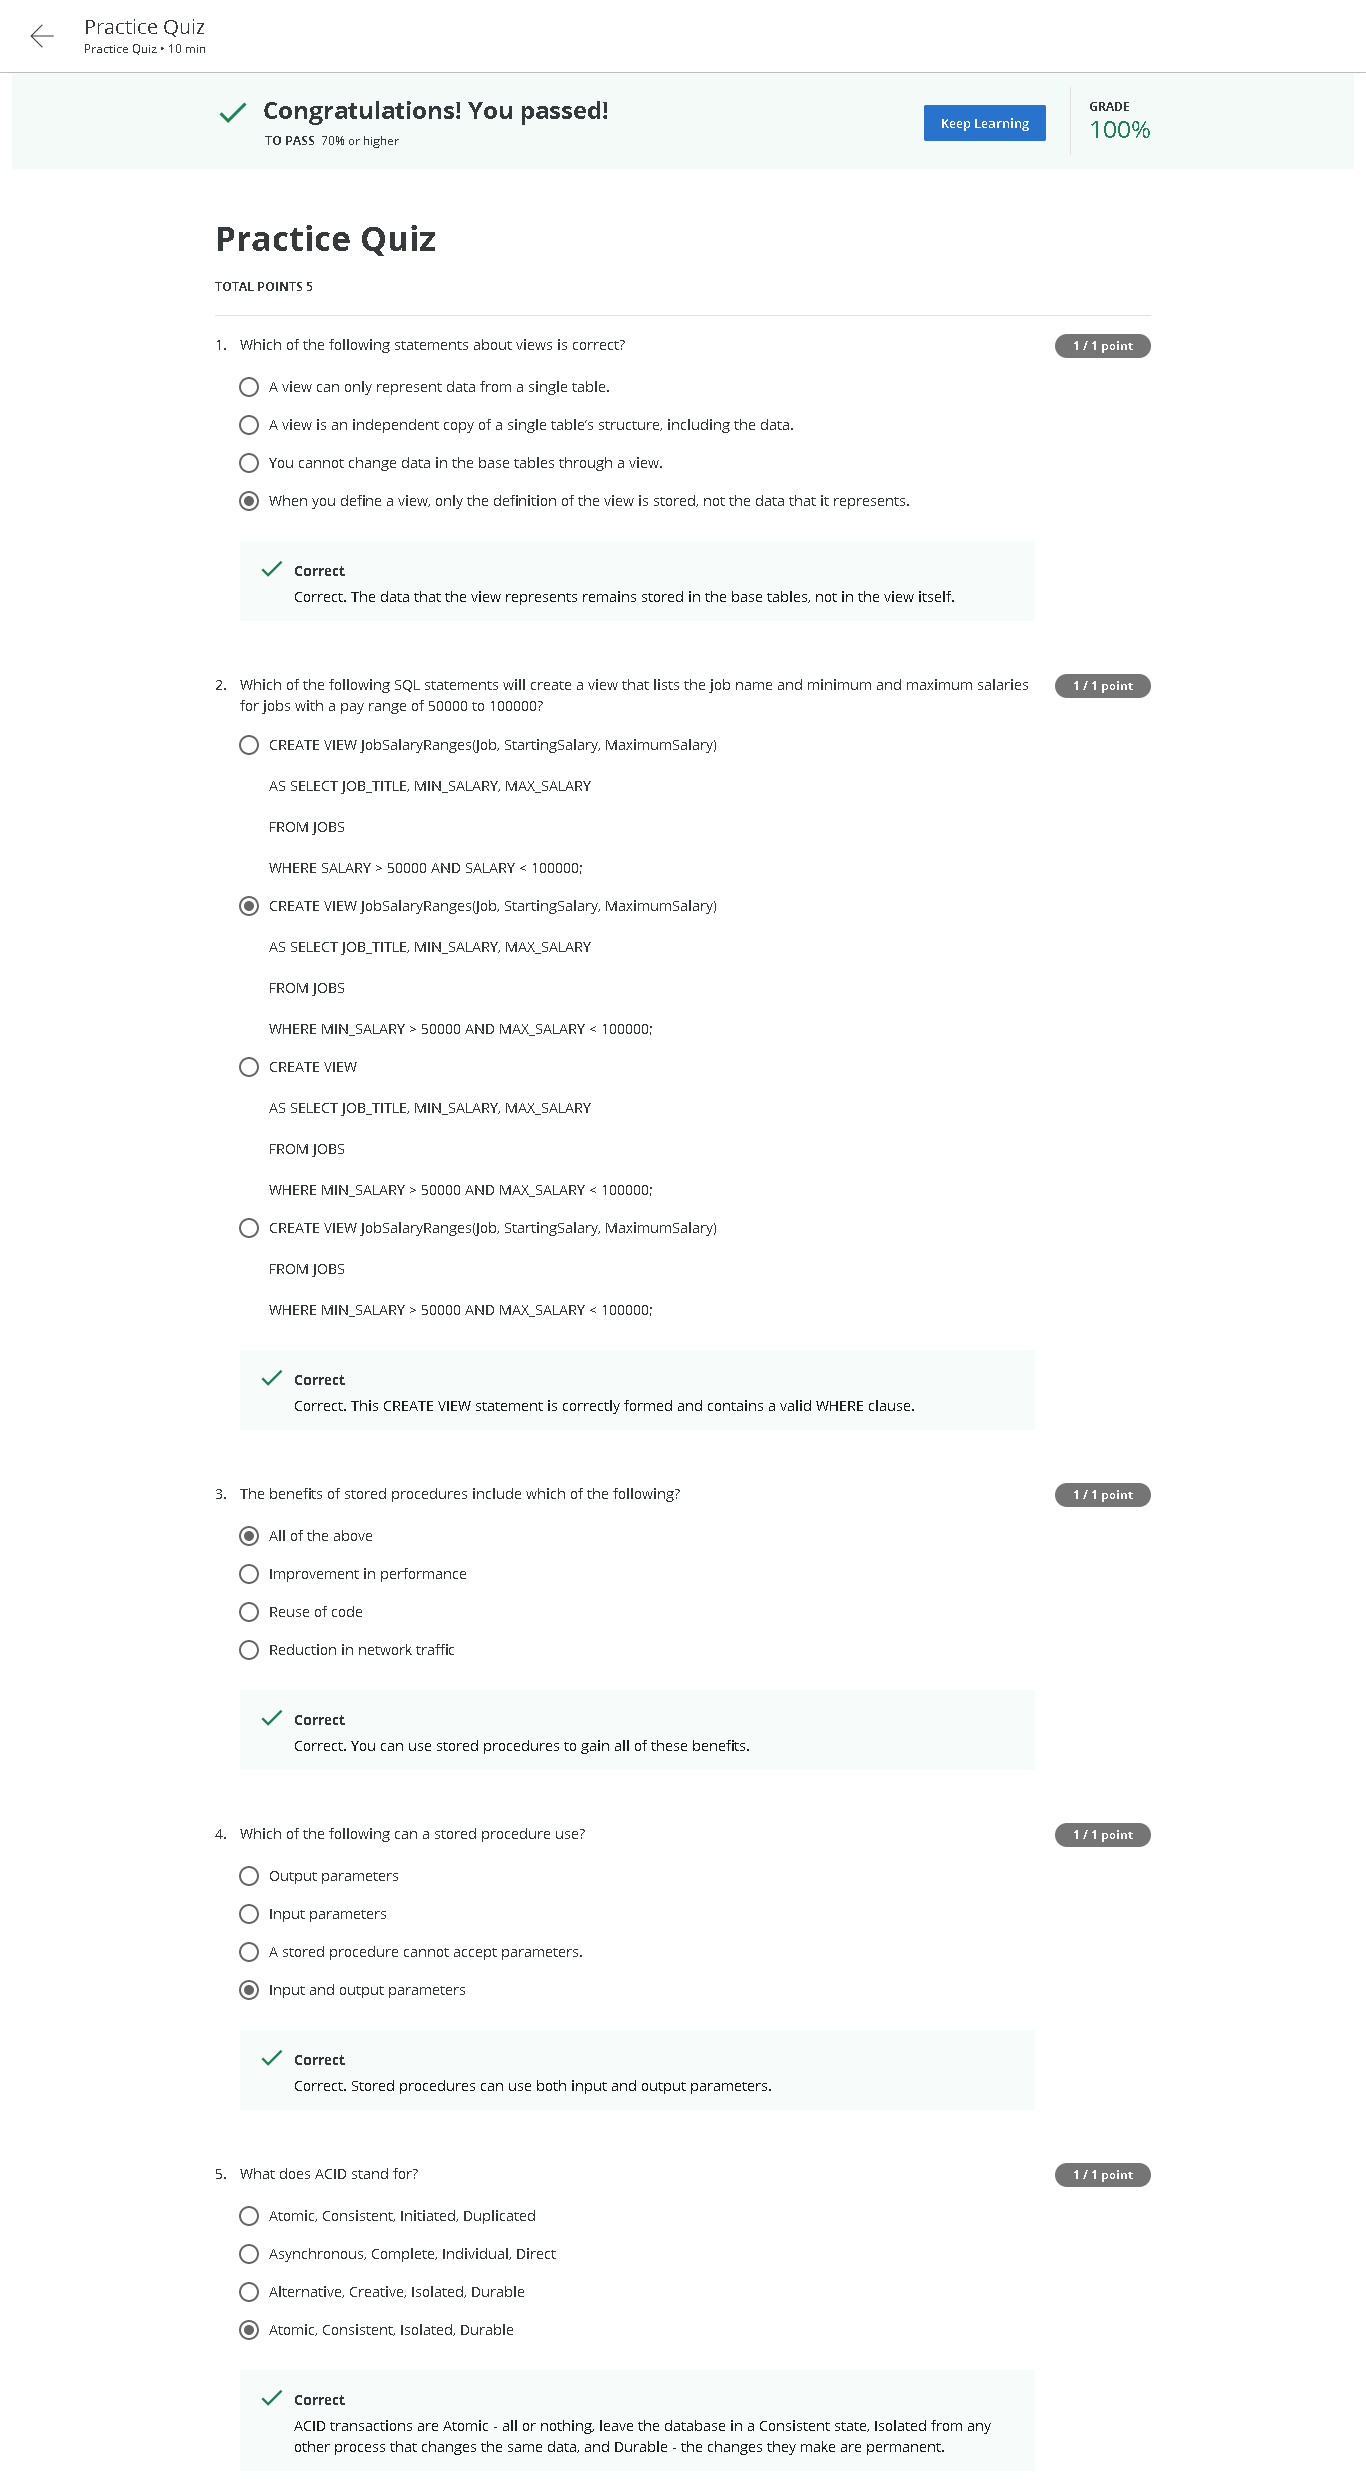 Practice Quiz
Practice Quiz • 10 min
Congratulations! You passed!
TO PASS 70% or higher
Keep Learning
GRADE
100%
Practice Quiz
TOTAL POINTS 5
1. Which of the following statements about views is correct?
1 / 1 point
A view can only represent data from a single table.
A view is an independent copy of a single table's structure, including the data.
You cannot change data in the base tables through a view.
When you define a view, only the definition of the view is stored, not the data that it represents.
Correct
Correct. The data that the view represents remains stored in the base tables, not in the view itself.
2. Which of the following SQL statements will create a view that lists the job name and minimum and maximum salaries
for jobs with a pay range of 50000 to 100000?
1 / 1 point
CREATE VIEW JobSalaryRanges(Job, StartingSalary, MaximumSalary)
AS SELECT JOB_TITLE, MIN_SALARY, MAX_SALARY
FROM JOBS
WHERE SALARY > 50000 AND SALARY < 100000;
CREATE VIEW JobSalaryRanges(Job, StartingSalary, MaximumSalary)
AS SELECT JOB_TITLE, MIN_SALARY, MAX_SALARY
FROM JOBS
WHERE MIN_SALARY > 50000 AND MAX_SALARY < 100000;
CREATE VIEW
AS SELECT JOB_TITLE, MIN_SALARY, MAX_SALARY
FROM JOBS
WHERE MIN_SALARY > 50000 AND MAX_SALARY < 100000;
CREATE VIEW JobSalaryRanges(Job, StartingSalary, MaximumSalary)
FROM JOBS
WHERE MIN_SALARY > 50000 AND MAX_SALARY < 100000;
Correct
Correct. This CREATE VIEW statement is correctly formed and contains a valid WHERE clause.
3. The benefits of stored procedures include which of the following?
1 / 1 point
All of the above
Improvement in performance
Reuse of code
Reduction in network traffic
Correct
Correct. You can use stored procedures to gain all of these benefits.
4. Which of the following can a stored procedure use?
1 / 1 point
Output parameters
Input parameters
A stored procedure cannot accept parameters.
Input and output parameters
Correct
Correct. Stored procedures can use both input and output parameters.
5. What does ACID stand for?
1 / 1 point
Atomic, Consistent, Initiated, Duplicated
Asynchronous, Complete, Individual, Direct
Alternative, Creative, Isolated, Durable
Atomic, Consistent, Isolated, Durable
Correct
ACID transactions are Atomic - all or nothing, leave the database in a Consistent state, Isolated from any
other process that changes the same data, and Durable - the changes they make are permanent.